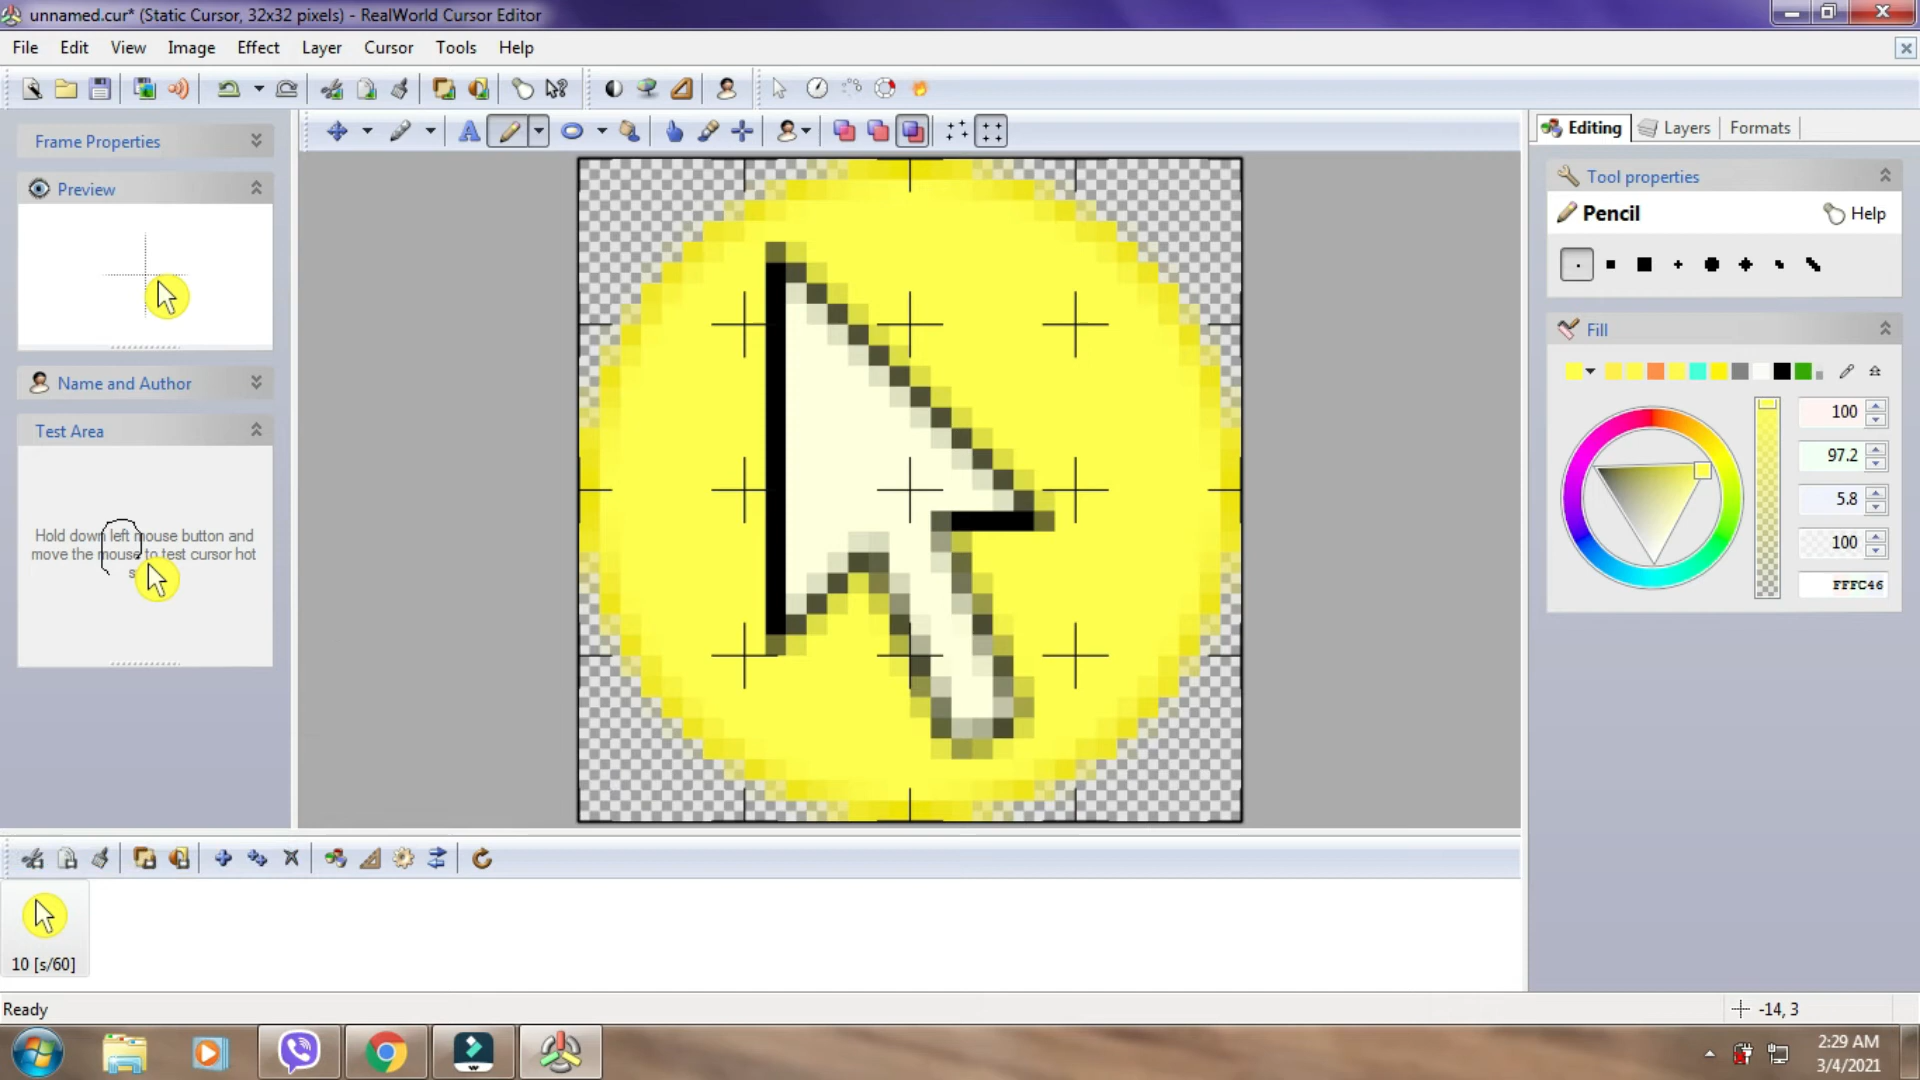 unnamed.cur* (Static Cursor, 32x32 pixels) - RealWorld Cursor Editor
File Edit View Image Effect Layer Cursor Tools Help
Frame Properties
Preview
Name and Author
Test Area
Hold down left mouse button and
move the mouse to test cursor hot
s
10 [s/60]
Editing Layers Formats
Tool properties
Pencil Help
Fill
100
97.2
5.8
100
FFFC46
Ready
-14, 3
2:29 AM
3/4/2021